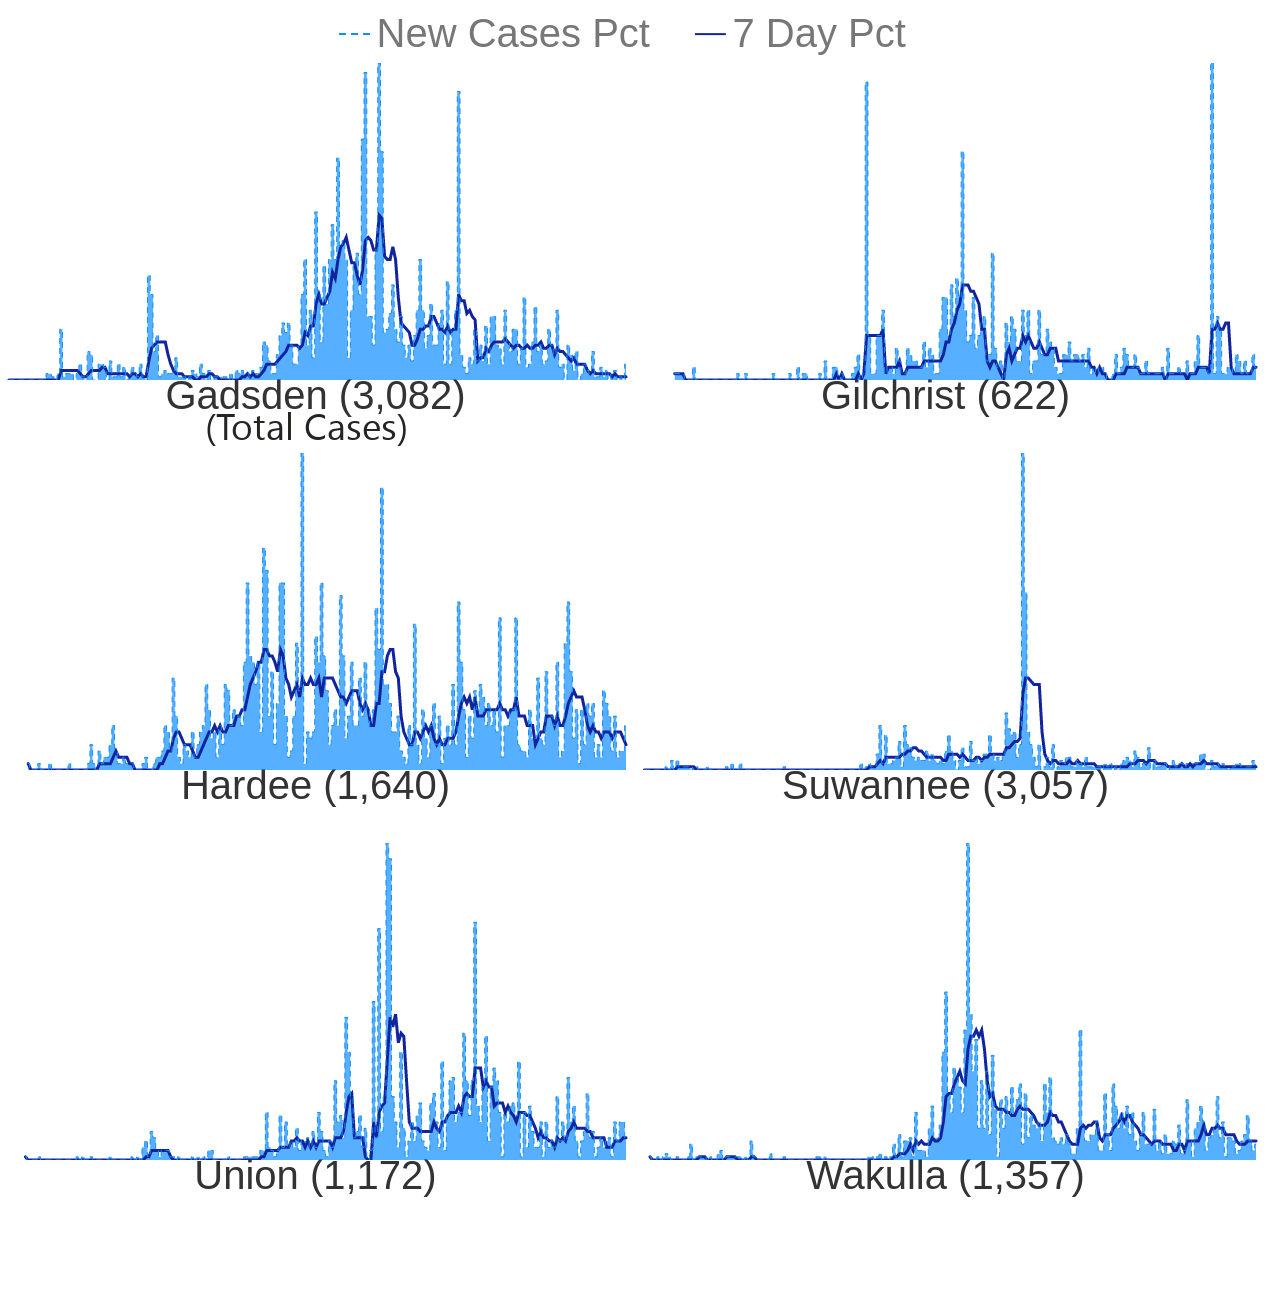 New Cases Pct 7 Day Pct
Gadsden (3,082) Gilchrist (622)
(Total Cases)
Hardee (1,640) Suwannee (3,057)
Union (1,172) Wakulla (1,357)